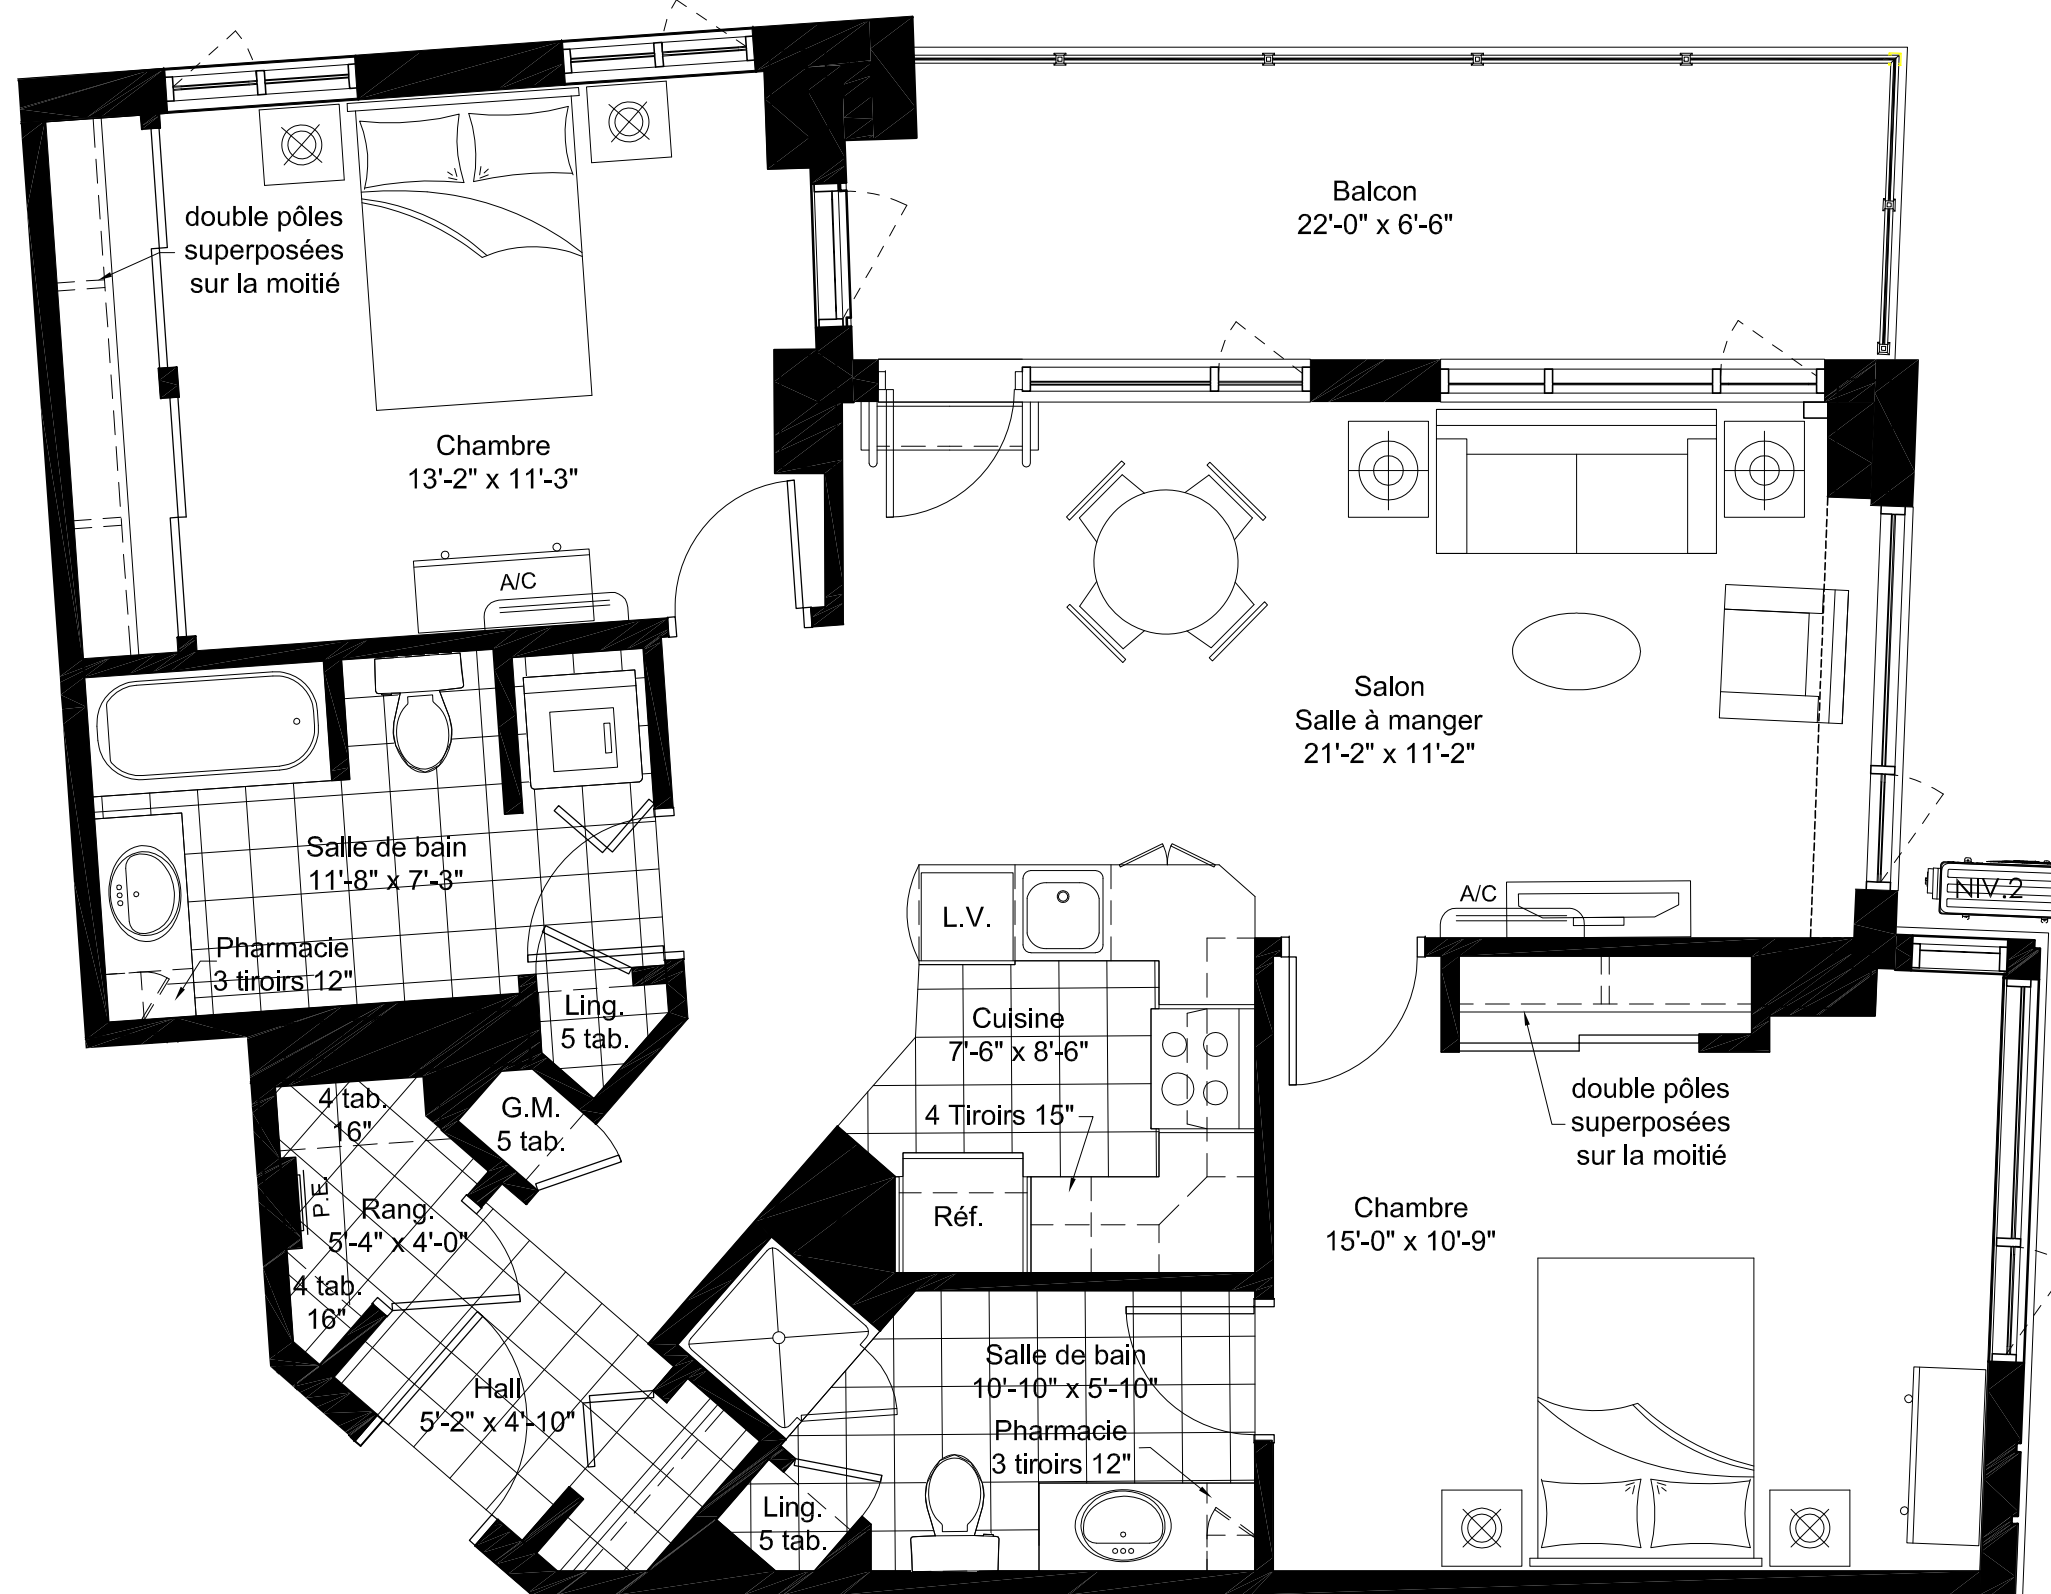 double pôles
superposées
sur la moitié
Balcon
22'-0" x 6'-6"
Chambre
13'-2" x 11'-3"
A/C
Salon
Salle à manger
21'-2" x 11'-2"
Salle de bain
11'-8" x 7'-3"
Pharmacie
3 tiroirs 12"
Ling.
5 tab.
L.V.
A/C
NIV.2
Cuisine
7'-6" x 8'-6"
4 Tiroirs 15"
Réf.
double pôles
superposées
sur la moitié
4 tab.
16"
G.M.
5 tab.
P.E.
Rang.
5'-4" x 4'-0"
4 tab.
16"
Chambre
15'-0" x 10'-9"
Hall
5'-2" x 4'-10"
Salle de bain
10'-10" x 5'-10"
Pharmacie
3 tiroirs 12"
Ling.
5 tab.